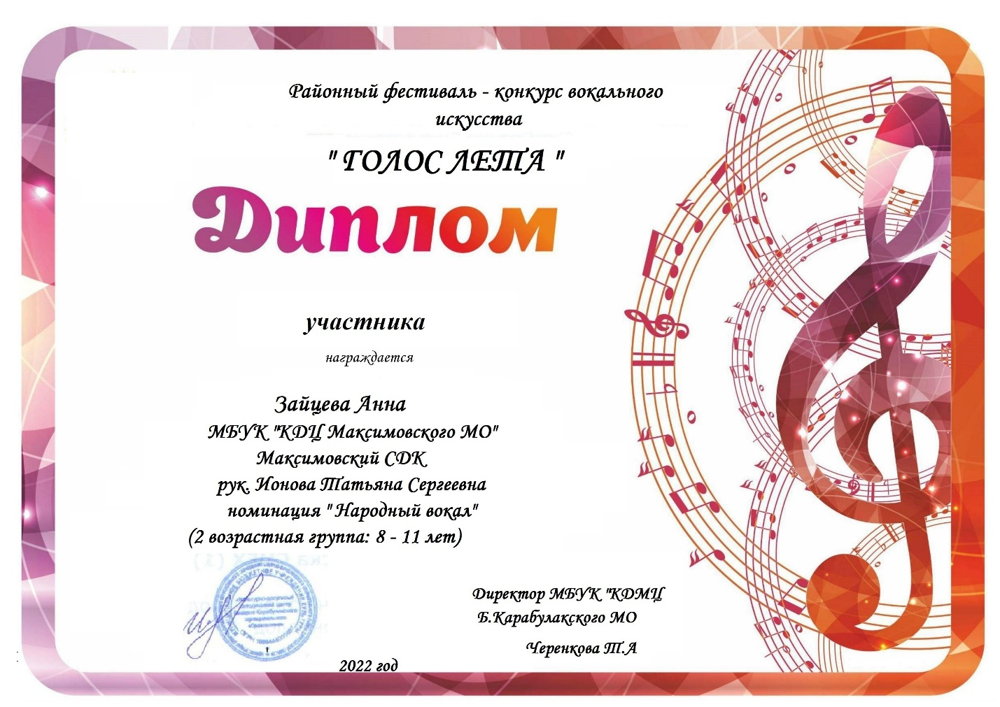 Районный фестиваль - конкурс вокального
искусства
" ГОЛОС ЛЕТА "
Диплом
участника
награждается
Зайцева Анна
МБУК "КДЦ Максимовского МО"
Максимовский СДК
рук. Ионова Татьяна Сергеевна
номинация " Народный вокал"
(2 возрастная группа: 8 - 11 лет)
Директор МБУК "КДМЦ
Б.Карабулакского МО
Черенкова Т.А
2022 год